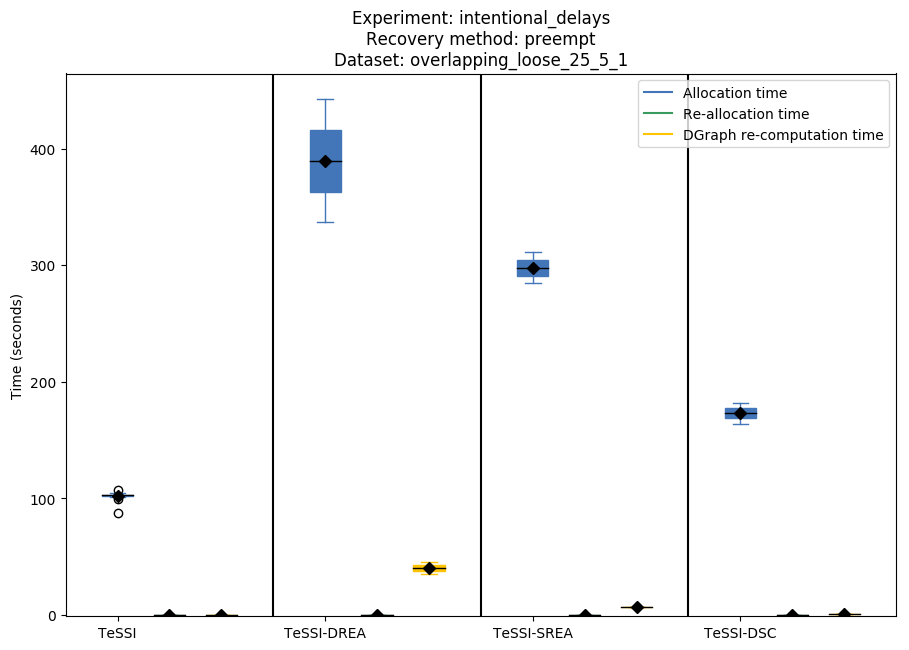 Experiment: intentional_delays
Recovery method: preempt
Dataset: overlapping_loose_25_5_1
Allocation time
Re-allocation time
DGraph re-computation time
Time (seconds)
400
300
200
100
0
TeSSI
TeSSI-DREA
TeSSI-SREA
TeSSI-DSC